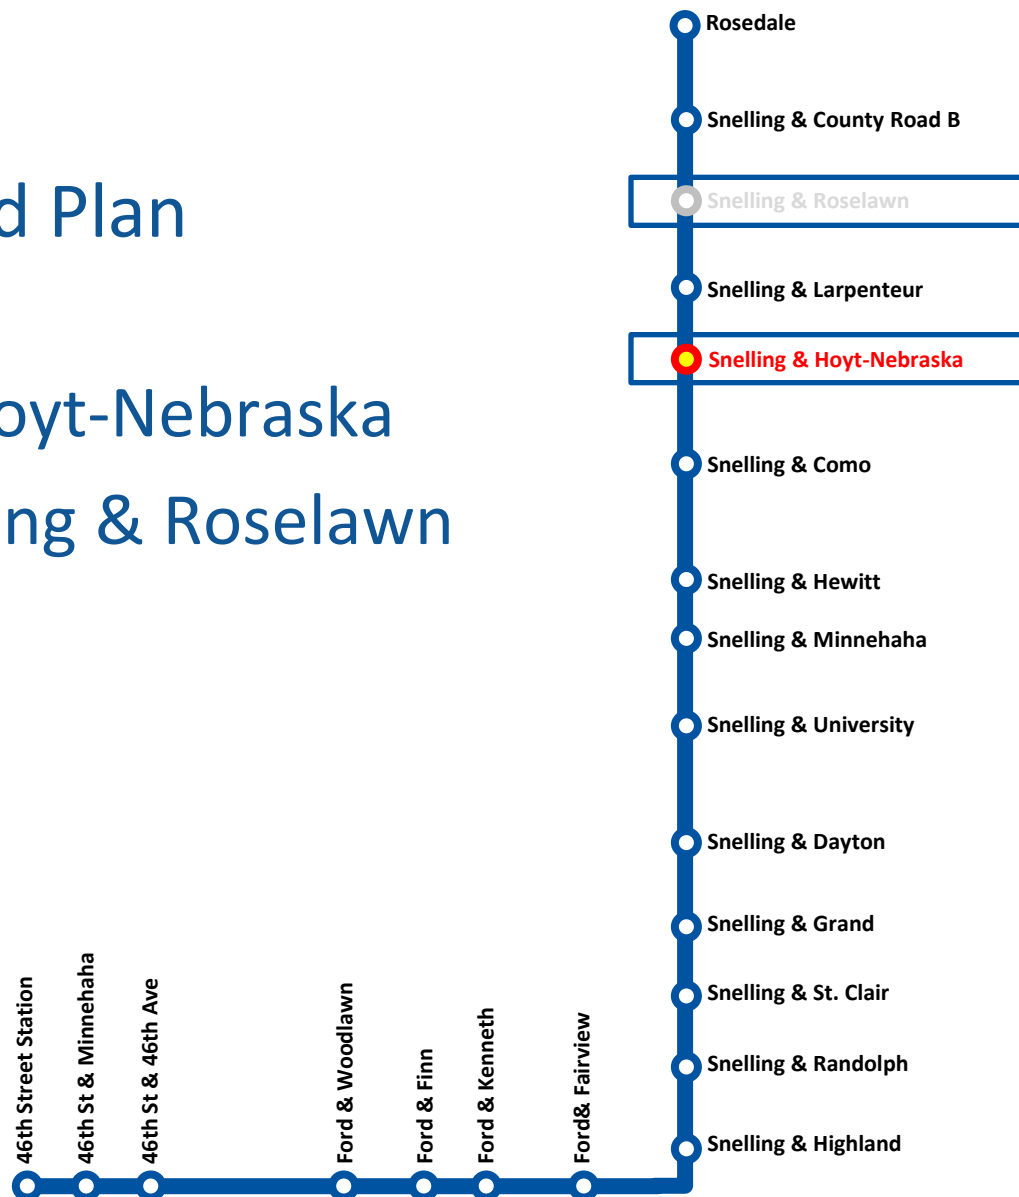 d Plan
oyt-Nebraska
ng & Roselawn
Rosedale
Snelling & County Road B
Snelling & Roselawn
Snelling & Larpenteur
Snelling & Hoyt-Nebraska
Snelling & Como
Snelling & Hewitt
Snelling & Minnehaha
Snelling & University
Snelling & Dayton
Snelling & Grand
Snelling & St. Clair
Snelling & Randolph
Snelling & Highland
46th Street Station
46th St & Minnehaha
46th St & 46th Ave
Ford & Woodlawn
Ford & Finn
Ford & Kenneth
Ford& Fairview